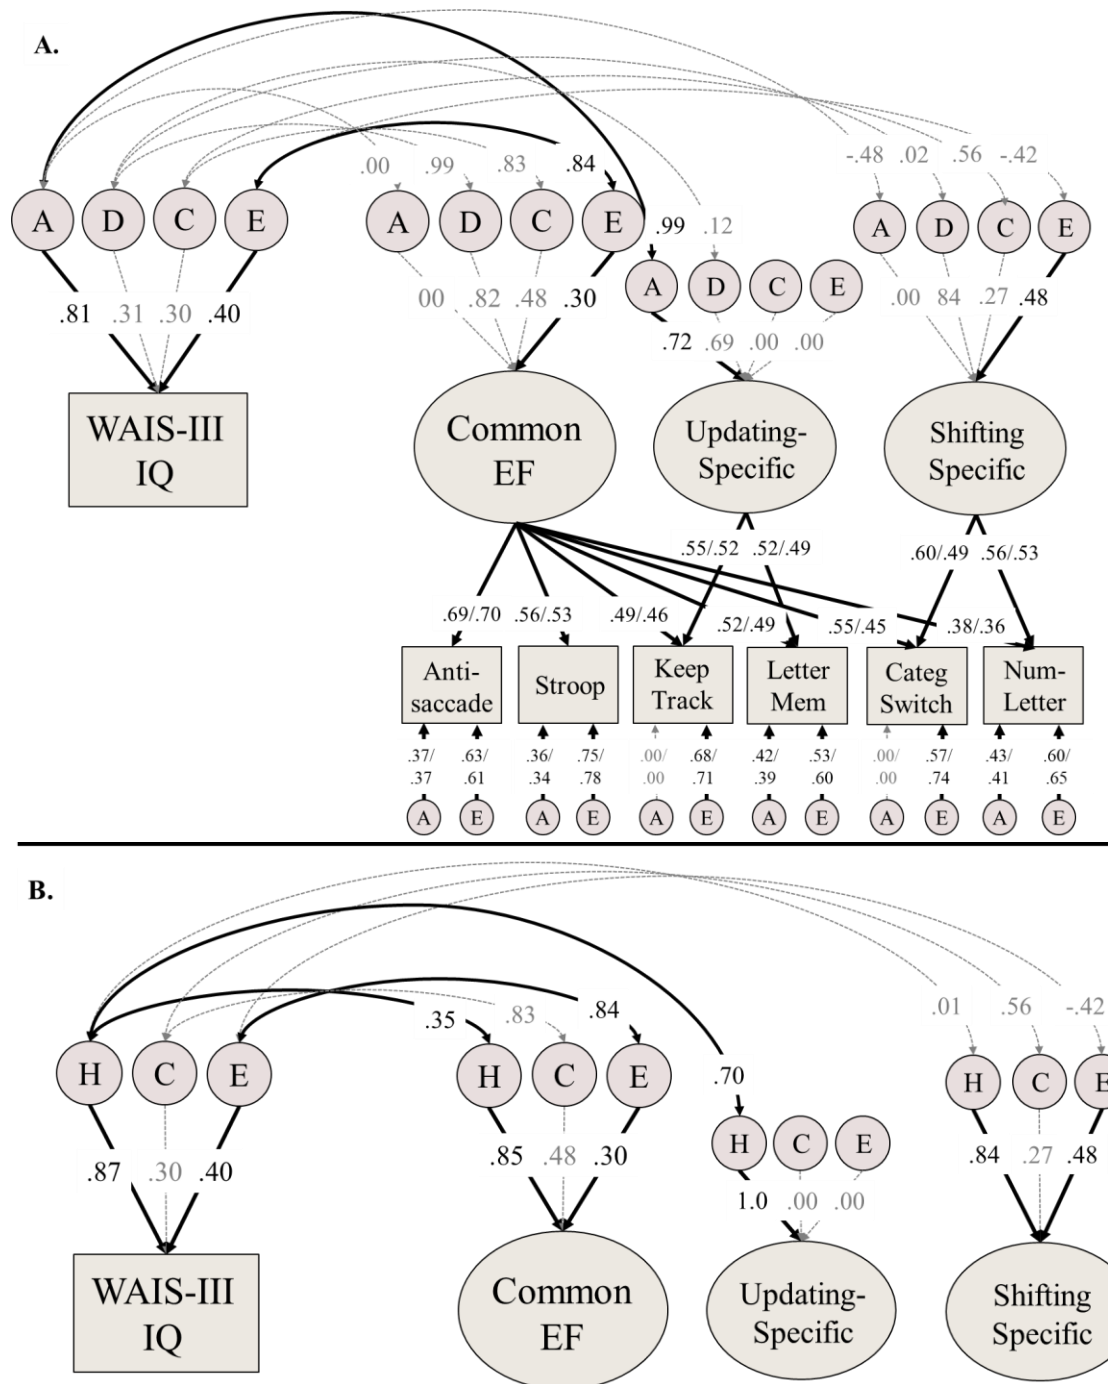 A.
-.48 .02 .56 -.42
.00 .99 .83 .84
A D C E A D C E .99 .12 A D C E
A D C E
.81 .31 .30 .40 00 .82 .48 .30 .00 84 .27 .48
.72 .69 .00 .00
WAIS-III
IQ
Common
EF
Updating-
Specific
Shifting
Specific
.55/.52 .52/.49 .60/.49 .56/.53
.69/.70 .56/.53 .49/.46 .52/.49 .55/.45 .38/.36
Anti-
saccade
Stroop
Keep
Track
Letter
Mem
Categ
Switch
Num-
Letter
.37/ .63/ .36/ .75/ .00/ .68/ .42/ .53/ .00/ .57/ .43/ .60/
.37 .61 .34 .78 .00 .71 .39 .60 .00 .74 .41 .65
A E A E A E A E A E A E
B.
.35 .83 .84 .01 .56 -.42
H C E H C E .70 H C E
H C E
.87 .30 .40 .85 .48 .30 .84 .27 .48
1.0 .00 .00
WAIS-III
IQ
Common
EF
Updating-
Specific
Shifting
Specific